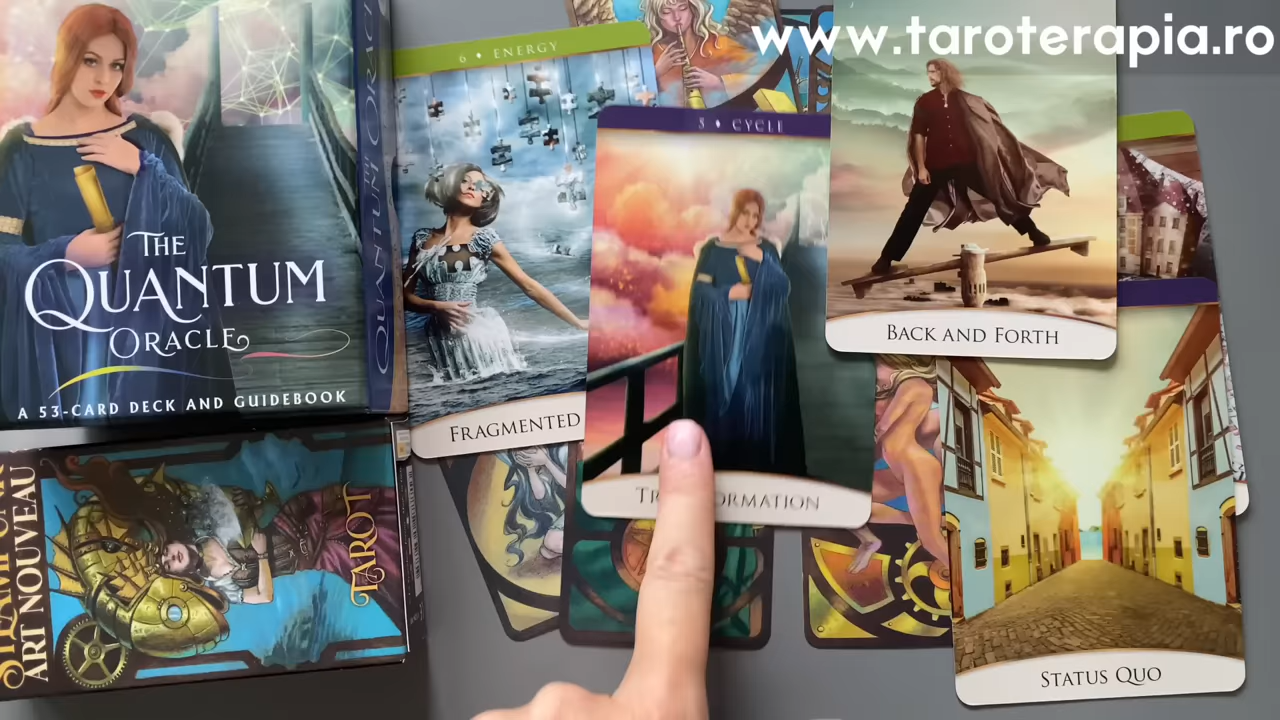 www.taroterapia.ro
6 ♦ ENERGY
5 ♦ CYCLE
THE
QUANTUM
ORACLE
A 53-CARD DECK AND GUIDEBOOK
QUANTUM ORACLE
FRAGMENTED
BACK AND FORTH
STATUS QUO
ART NOUVEAU
TAROT